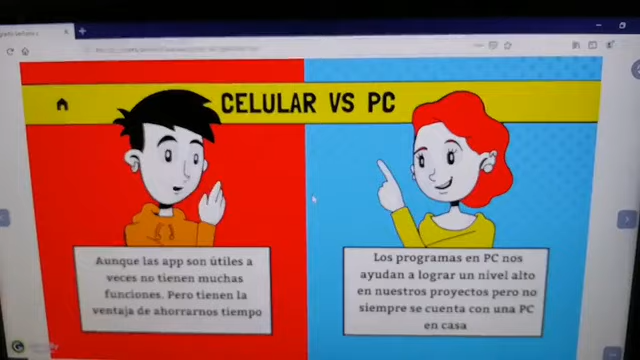 CELULAR VS PC
Aunque las app son útiles a
veces no tienen muchas
funciones. Pero tienen la
ventaja de ahorrarnos tiempo
Los programas en PC nos
ayudan a lograr un nivel alto
en nuestros proyectos pero no
siempre se cuenta con una PC
en casa